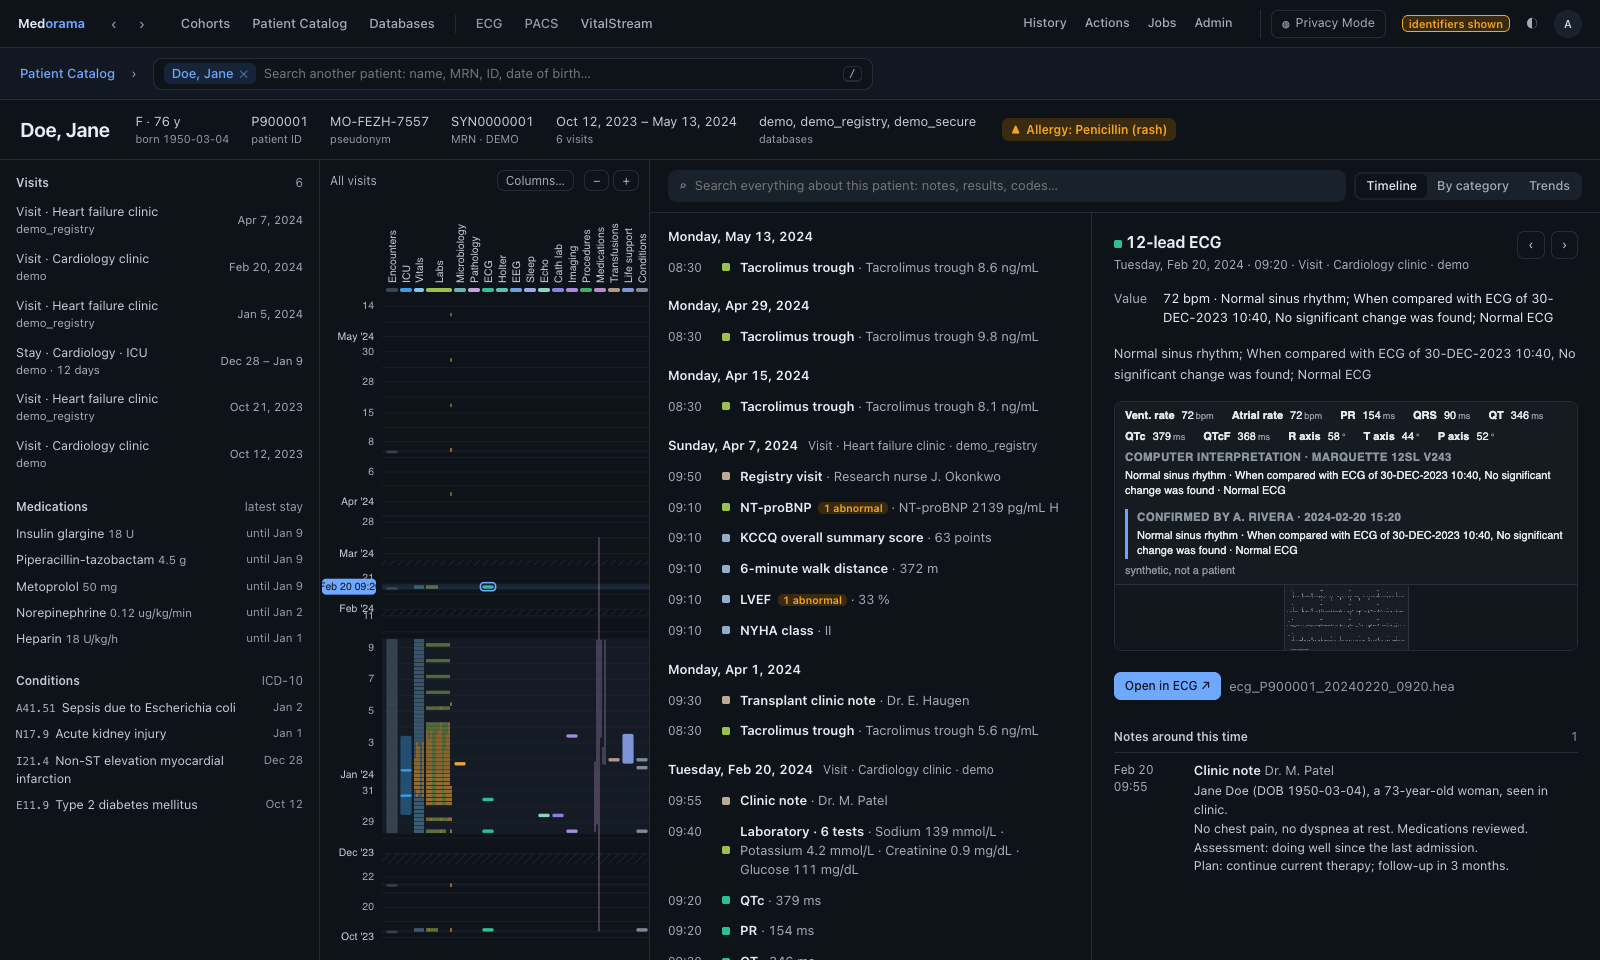 Medorama ‹ › Cohorts Patient Catalog Databases ECG PACS VitalStream History Actions Jobs Admin Privacy Mode identifiers shown A
Patient Catalog › Doe, Jane × Search another patient: name, MRN, ID, date of birth... /
Doe, Jane
F · 76 y
born 1950-03-04
P900001
patient ID
MO-FEZH-7557
pseudonym
SYN0000001
MRN · DEMO
Oct 12, 2023 – May 13, 2024
6 visits
demo, demo_registry, demo_secure
databases
Allergy: Penicillin (rash)
Visits 6
Visit · Heart failure clinic
demo_registry
Apr 7, 2024
Visit · Cardiology clinic
demo
Feb 20, 2024
Visit · Heart failure clinic
demo_registry
Jan 5, 2024
Stay · Cardiology · ICU
demo · 12 days
Dec 28 – Jan 9
Visit · Heart failure clinic
demo_registry
Oct 21, 2023
Visit · Cardiology clinic
demo
Oct 12, 2023
Medications latest stay
Insulin glargine 18 U until Jan 9
Piperacillin-tazobactam 4.5 g until Jan 9
Metoprolol 50 mg until Jan 9
Norepinephrine 0.12 ug/kg/min until Jan 2
Heparin 18 U/kg/h until Jan 1
Conditions ICD-10
A41.51 Sepsis due to Escherichia coli Jan 2
N17.9 Acute kidney injury Jan 1
I21.4 Non-ST elevation myocardial
infarction
Dec 28
E11.9 Type 2 diabetes mellitus Oct 12
All visits Columns... − +
Encounters
ICU
Vitals
Labs
Microbiology
Pathology
ECG
Holter
EEG
Sleep
Echo
Cath lab
Imaging
Procedures
Medications
Transfusions
Life support
Conditions
14
May '24
30
28
15
8
6
Apr '24
28
Mar '24
21
Feb 20 09:2
Feb '24
11
9
7
5
3
Jan '24
31
29
Dec '23
22
20
Oct '23
Search everything about this patient: notes, results, codes... Timeline By category Trends
Monday, May 13, 2024
08:30 Tacrolimus trough · Tacrolimus trough 8.6 ng/mL
Monday, Apr 29, 2024
08:30 Tacrolimus trough · Tacrolimus trough 9.8 ng/mL
Monday, Apr 15, 2024
08:30 Tacrolimus trough · Tacrolimus trough 8.1 ng/mL
Sunday, Apr 7, 2024 Visit · Heart failure clinic · demo_registry
09:50 Registry visit · Research nurse J. Okonkwo
09:10 NT-proBNP 1 abnormal · NT-proBNP 2139 pg/mL H
09:10 KCCQ overall summary score · 63 points
09:10 6-minute walk distance · 372 m
09:10 LVEF 1 abnormal · 33 %
09:10 NYHA class · II
Monday, Apr 1, 2024
09:30 Transplant clinic note · Dr. E. Haugen
08:30 Tacrolimus trough · Tacrolimus trough 5.6 ng/mL
Tuesday, Feb 20, 2024 Visit · Cardiology clinic · demo
09:55 Clinic note · Dr. M. Patel
09:40 Laboratory · 6 tests · Sodium 139 mmol/L ·
Potassium 4.2 mmol/L · Creatinine 0.9 mg/dL ·
Glucose 111 mg/dL
09:20 QTc · 379 ms
09:20 PR · 154 ms
09:20 QT · 346 ms
12-lead ECG ‹ ›
Tuesday, Feb 20, 2024 · 09:20 · Visit · Cardiology clinic · demo
Value 72 bpm · Normal sinus rhythm; When compared with ECG of 30-
DEC-2023 10:40, No significant change was found; Normal ECG
Normal sinus rhythm; When compared with ECG of 30-DEC-2023 10:40, No
significant change was found; Normal ECG
Vent. rate 72 bpm Atrial rate 72 bpm PR 154 ms QRS 90 ms QT 346 ms
QTc 379 ms QTcF 368 ms R axis 58 ° T axis 44 ° P axis 52 °
COMPUTER INTERPRETATION · MARQUETTE 12SL V243
Normal sinus rhythm · When compared with ECG of 30-DEC-2023 10:40, No significant
change was found · Normal ECG
CONFIRMED BY A. RIVERA · 2024-02-20 15:20
Normal sinus rhythm · When compared with ECG of 30-DEC-2023 10:40, No significant
change was found · Normal ECG
synthetic, not a patient
Open in ECG ↗ ecg_P900001_20240220_0920.hea
Notes around this time 1
Feb 20
09:55
Clinic note Dr. M. Patel
Jane Doe (DOB 1950-03-04), a 73-year-old woman, seen in
clinic.
No chest pain, no dyspnea at rest. Medications reviewed.
Assessment: doing well since the last admission.
Plan: continue current therapy; follow-up in 3 months.